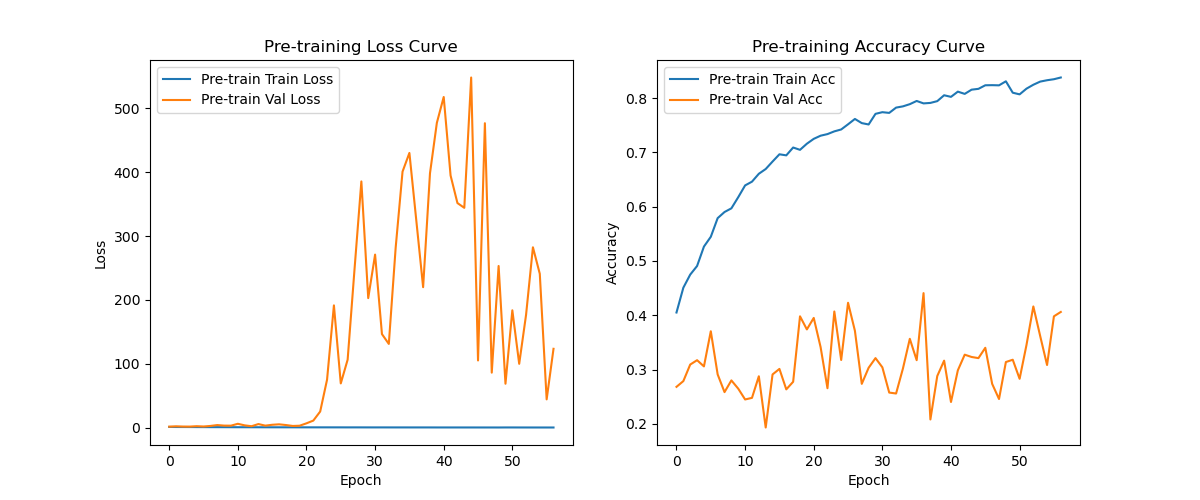 Pre-training Loss Curve
Pre-train Train Loss
Pre-train Val Loss
Loss
500
400
300
200
100
0
0 10 20 30 40 50
Epoch
Pre-training Accuracy Curve
Pre-train Train Acc
Pre-train Val Acc
Accuracy
0.8
0.7
0.6
0.5
0.4
0.3
0.2
0 10 20 30 40 50
Epoch